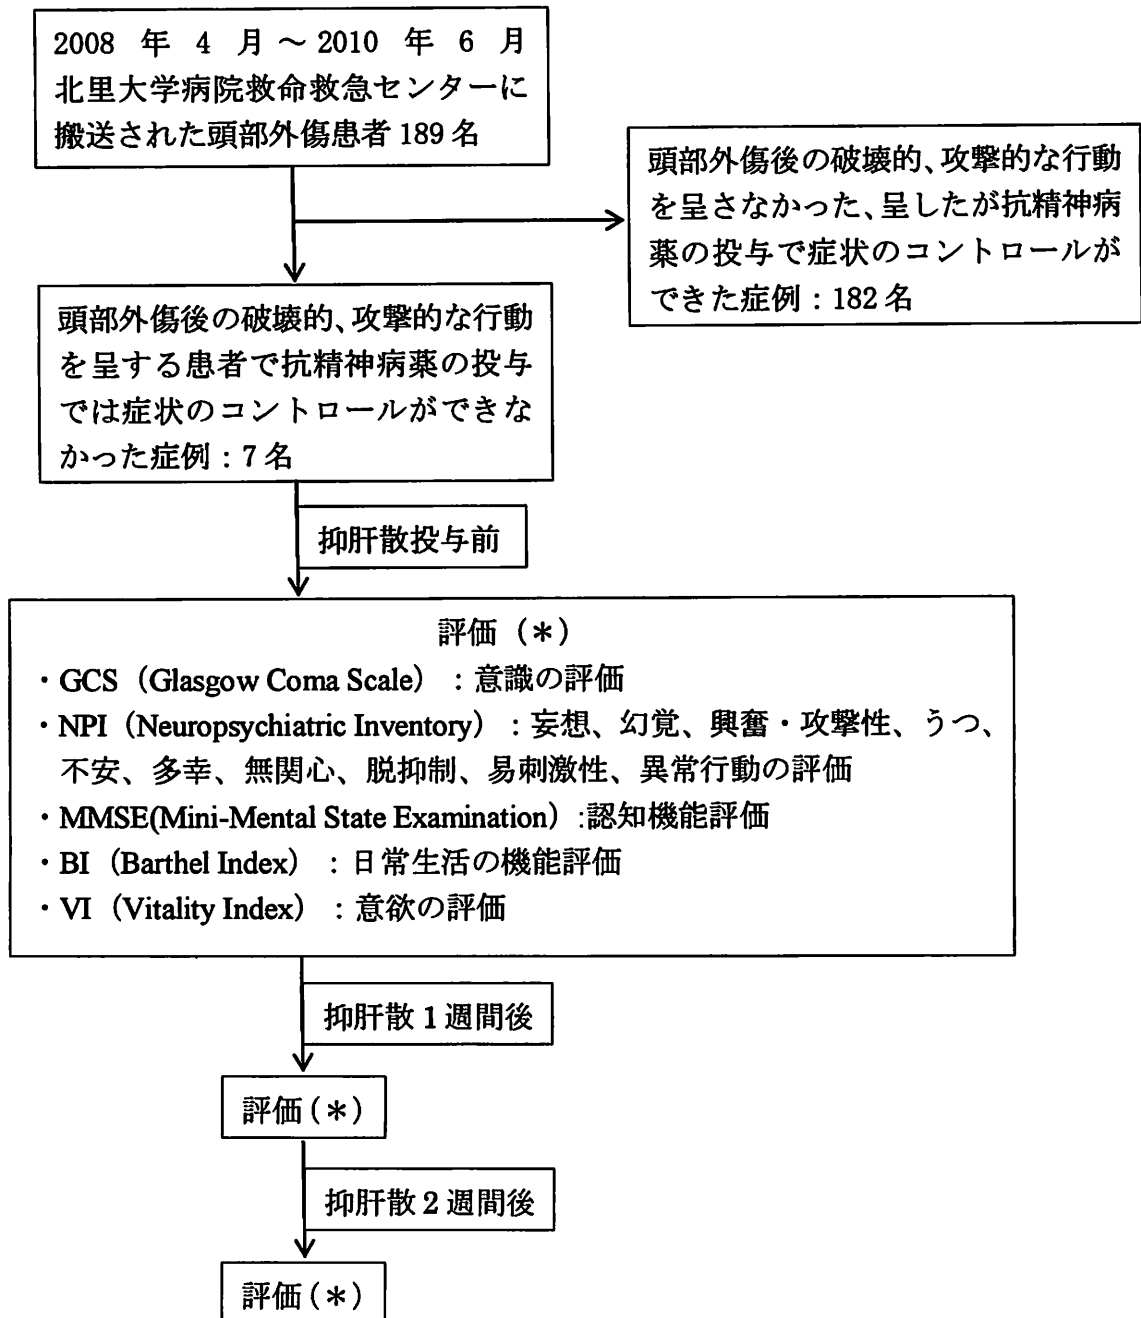 2008 年 4 月～2010 年 6 月
北里大学病院救命救急センターに
搬送された頭部外傷患者 189 名
頭部外傷後の破壊的、攻撃的な行動
を呈さなかった、呈したが抗精神病
薬の投与で症状のコントロールが
できた症例：182 名
頭部外傷後の破壊的、攻撃的な行動
を呈する患者で抗精神病薬の投与
では症状のコントロールができな
かった症例：7 名
抑肝散投与前
評価（＊）
・GCS（Glasgow Coma Scale）：意識の評価
・NPI（Neuropsychiatric Inventory）：妄想、幻覚、興奮・攻撃性、うつ、
不安、多幸、無関心、脱抑制、易刺激性、異常行動の評価
・MMSE(Mini-Mental State Examination）:認知機能評価
・BI（Barthel Index）：日常生活の機能評価
・VI（Vitality Index）：意欲の評価
抑肝散 1 週間後
評価（＊）
抑肝散 2 週間後
評価（＊）